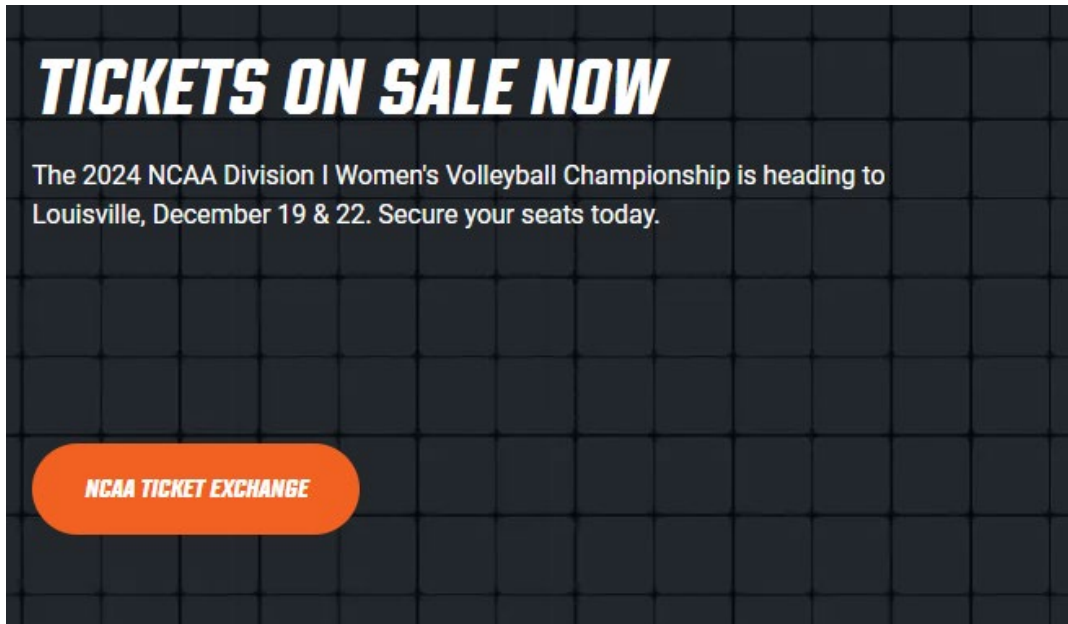 TICKETS ON SALE NOW
The 2024 NCAA Division I Women's Volleyball Championship is heading to
Louisville, December 19 & 22. Secure your seats today.
NCAA TICKET EXCHANGE